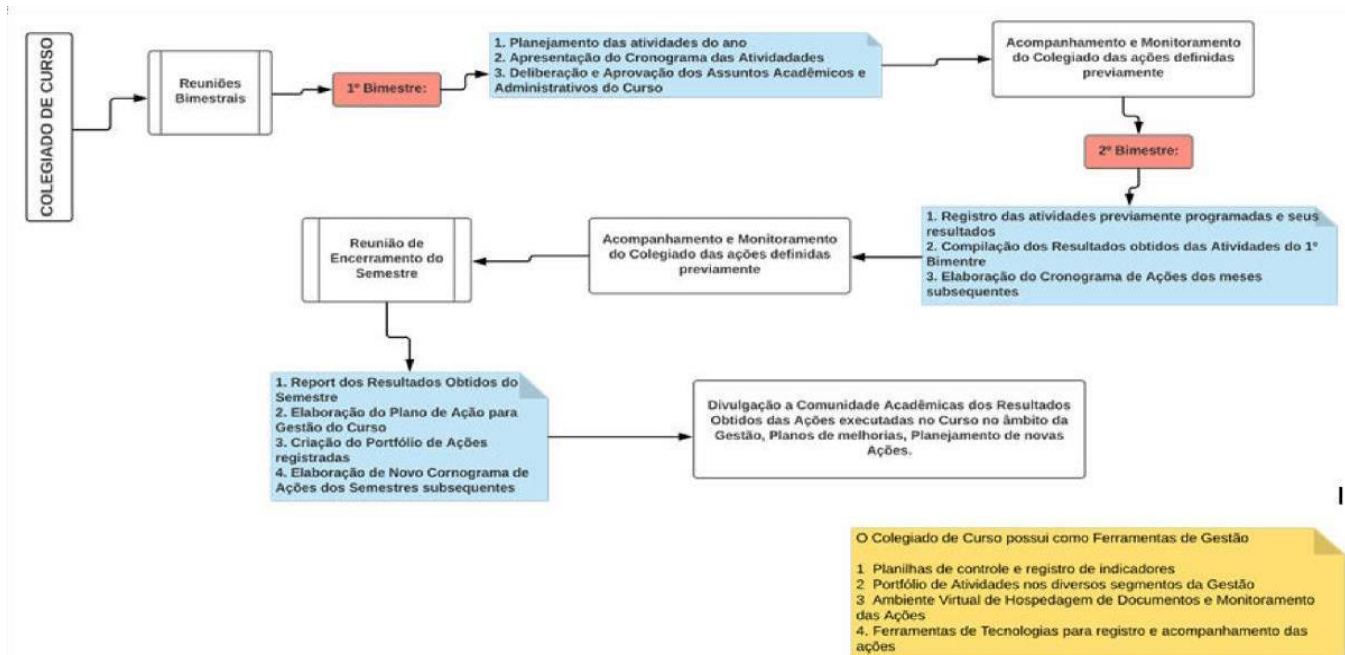 COLEGIADO DE CURSO
Reuniões
Bimestrais
1º Bimestre:
1. Planejamento das atividades do ano
2. Apresentação do Cronograma das Atividadades
3. Deliberação e Aprovação dos Assuntos Acadêmicos e
Administrativos do Curso
Acompanhamento e Monitoramento
do Colegiado das ações definidas
previamente
2º Bimestre:
1. Registro das atividades previamente programadas e seus
resultados
2. Compilação dos Resultados obtidos das Atividades do 1º
Bimentre
3. Elaboração do Cronograma de Ações dos meses
subsequentes
Acompanhamento e Monitoramento
do Colegiado das ações definidas
previamente
Reunião de
Encerramento do
Semestre
1. Report dos Resultados Obtidos do
Semestre
2. Elaboração do Plano de Ação para
Gestão do Curso
3. Criação do Portfólio de Ações
registradas
4. Elaboração de Novo Cornograma de
Ações dos Semestres subsequentes
Divulgação a Comunidade Acadêmicas dos Resultados
Obtidos das Ações executadas no Curso no âmbito da
Gestão, Planos de melhorias, Planejamento de novas
Ações.
O Colegiado de Curso possui como Ferramentas de Gestão
1 Planilhas de controle e registro de indicadores
2 Portfólio de Atividades nos diversos segmentos da Gestão
3 Ambiente Virtual de Hospedagem de Documentos e Monitoramento
das Ações
4. Ferramentas de Tecnologias para registro e acompanhamento das
ações